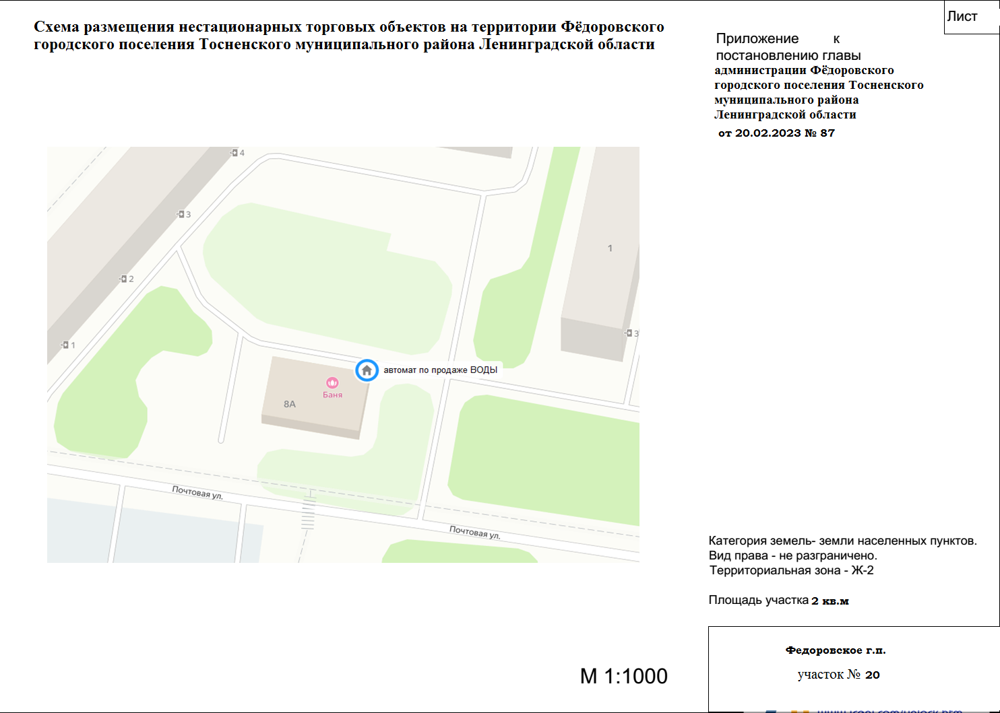 Лист
Схема размещения нестационарных торговых объектов на территории Фёдоровского
городского поселения Тосненского муниципального района Ленинградской области
Приложение к
постановлению главы
администрации Фёдоровского
городского поселения Тосненского
муниципального района
Ленинградской области
от 20.02.2023 № 87
4
3
2
1
1
3
автомат по продаже ВОДЫ
Баня
8А
Почтовая ул.
Почтовая ул.
Категория земель- земли населенных пунктов.
Вид права - не разграничено.
Территориальная зона - Ж-2
Площадь участка 2 кв.м
Федоровское г.п.
участок № 20
М 1:1000